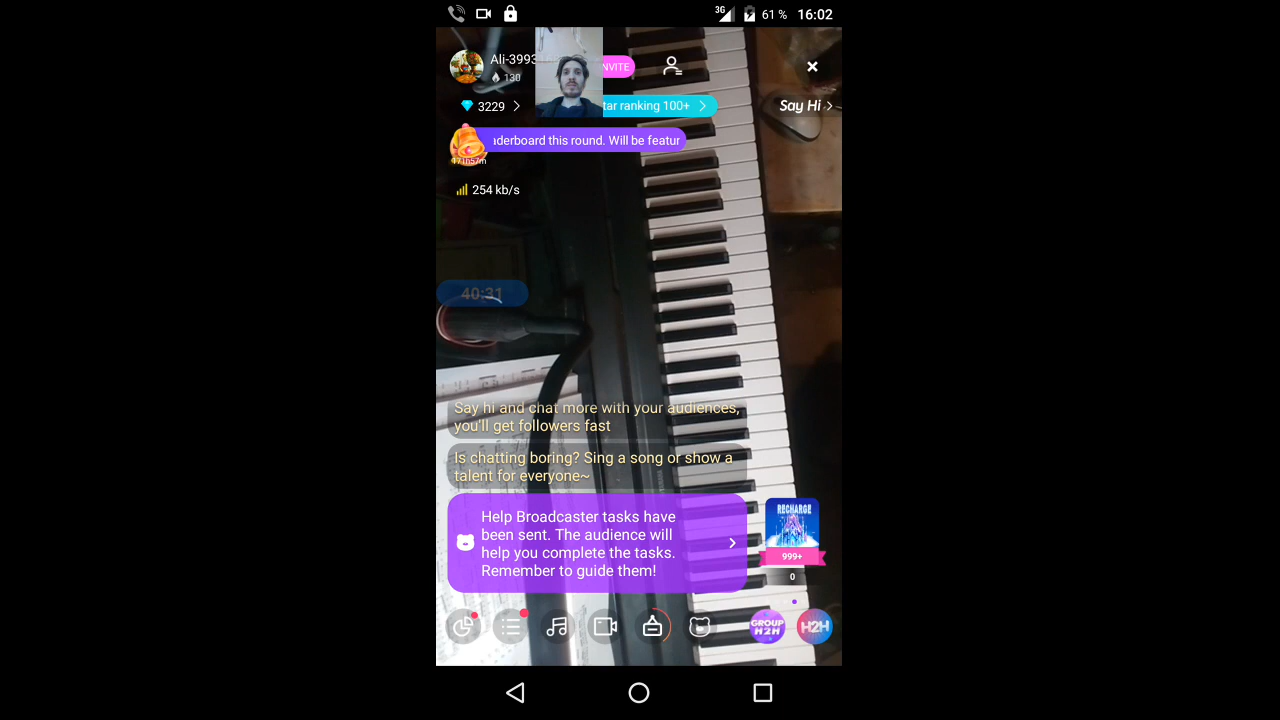 3G 61 % 16:02
Ali-3993
NVITE
130
3229
tar ranking 100+
Say Hi
aderboard this round. Will be featur
171h57m
254 kb/s
40:31
Say hi and chat more with your audiences,
you'll get followers fast
Is chatting boring? Sing a song or show a
talent for everyone~
Help Broadcaster tasks have
been sent. The audience will
help you complete the tasks.
Remember to guide them!
RECHARGE
999+
0
GROUP
H2H
H2H